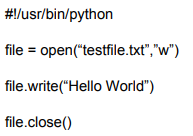 #!/usr/bin/python
file = open(“testfile.txt”,”w”)
file.write(“Hello World”)
file.close()